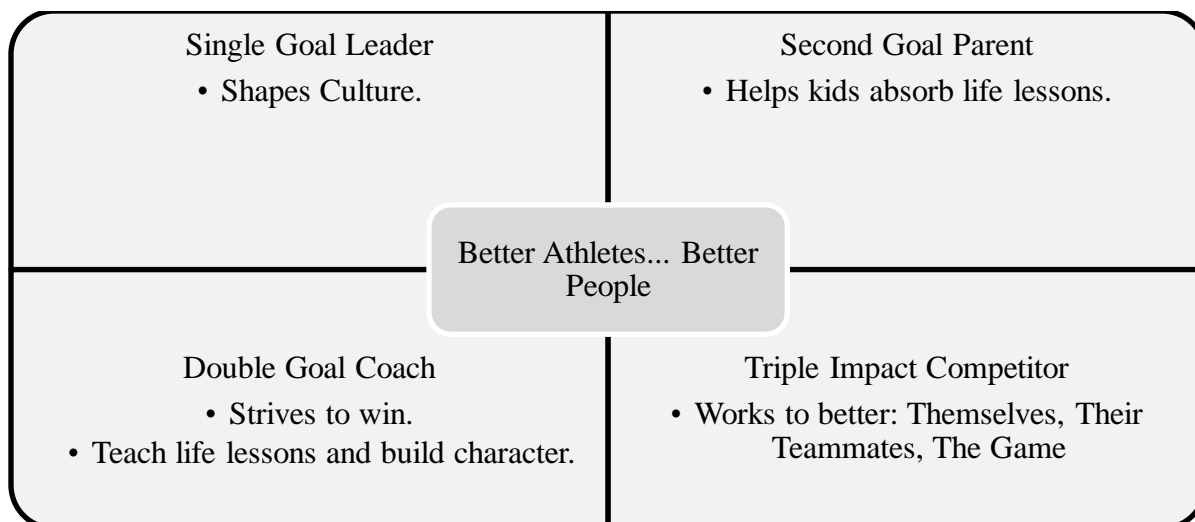 Single Goal Leader
• Shapes Culture.
Second Goal Parent
• Helps kids absorb life lessons.
Better Athletes... Better
People
Double Goal Coach
• Strives to win.
• Teach life lessons and build character.
Triple Impact Competitor
• Works to better: Themselves, Their
Teammates, The Game